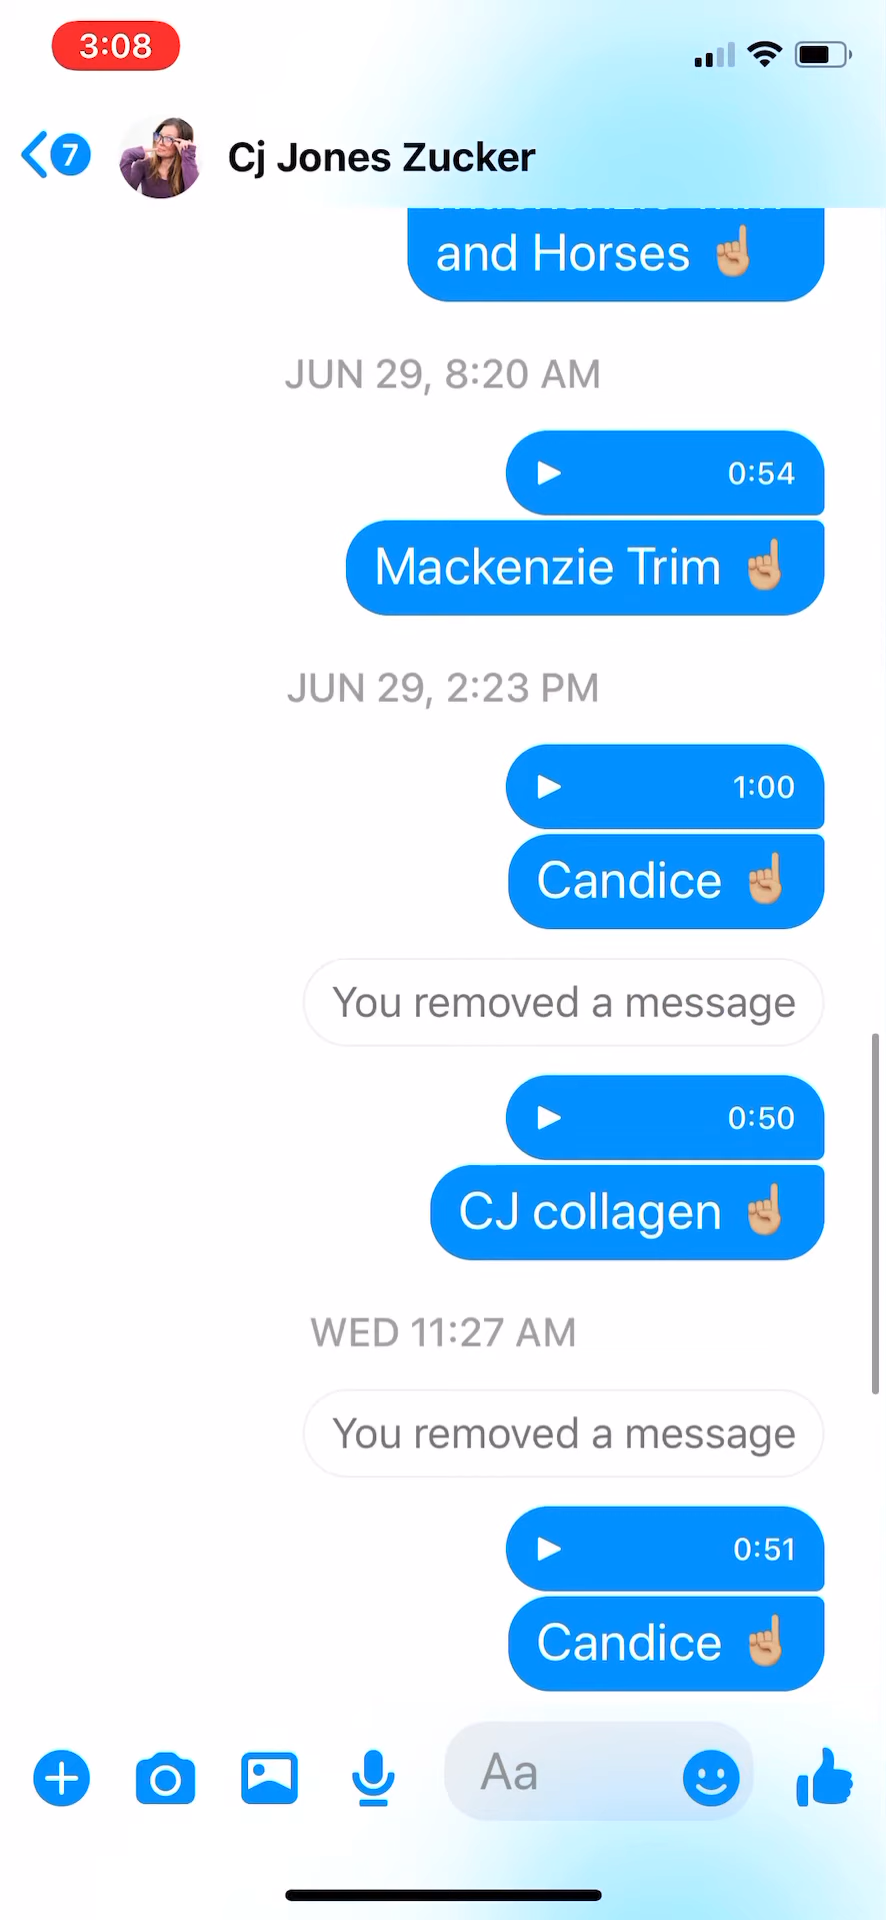 3:08
7
Cj Jones Zucker
and Horses ☝🏼
JUN 29, 8:20 AM
0:54
Mackenzie Trim ☝🏼
JUN 29, 2:23 PM
1:00
Candice ☝🏼
You removed a message
0:50
CJ collagen ☝🏼
WED 11:27 AM
You removed a message
0:51
Candice ☝🏼
Aa